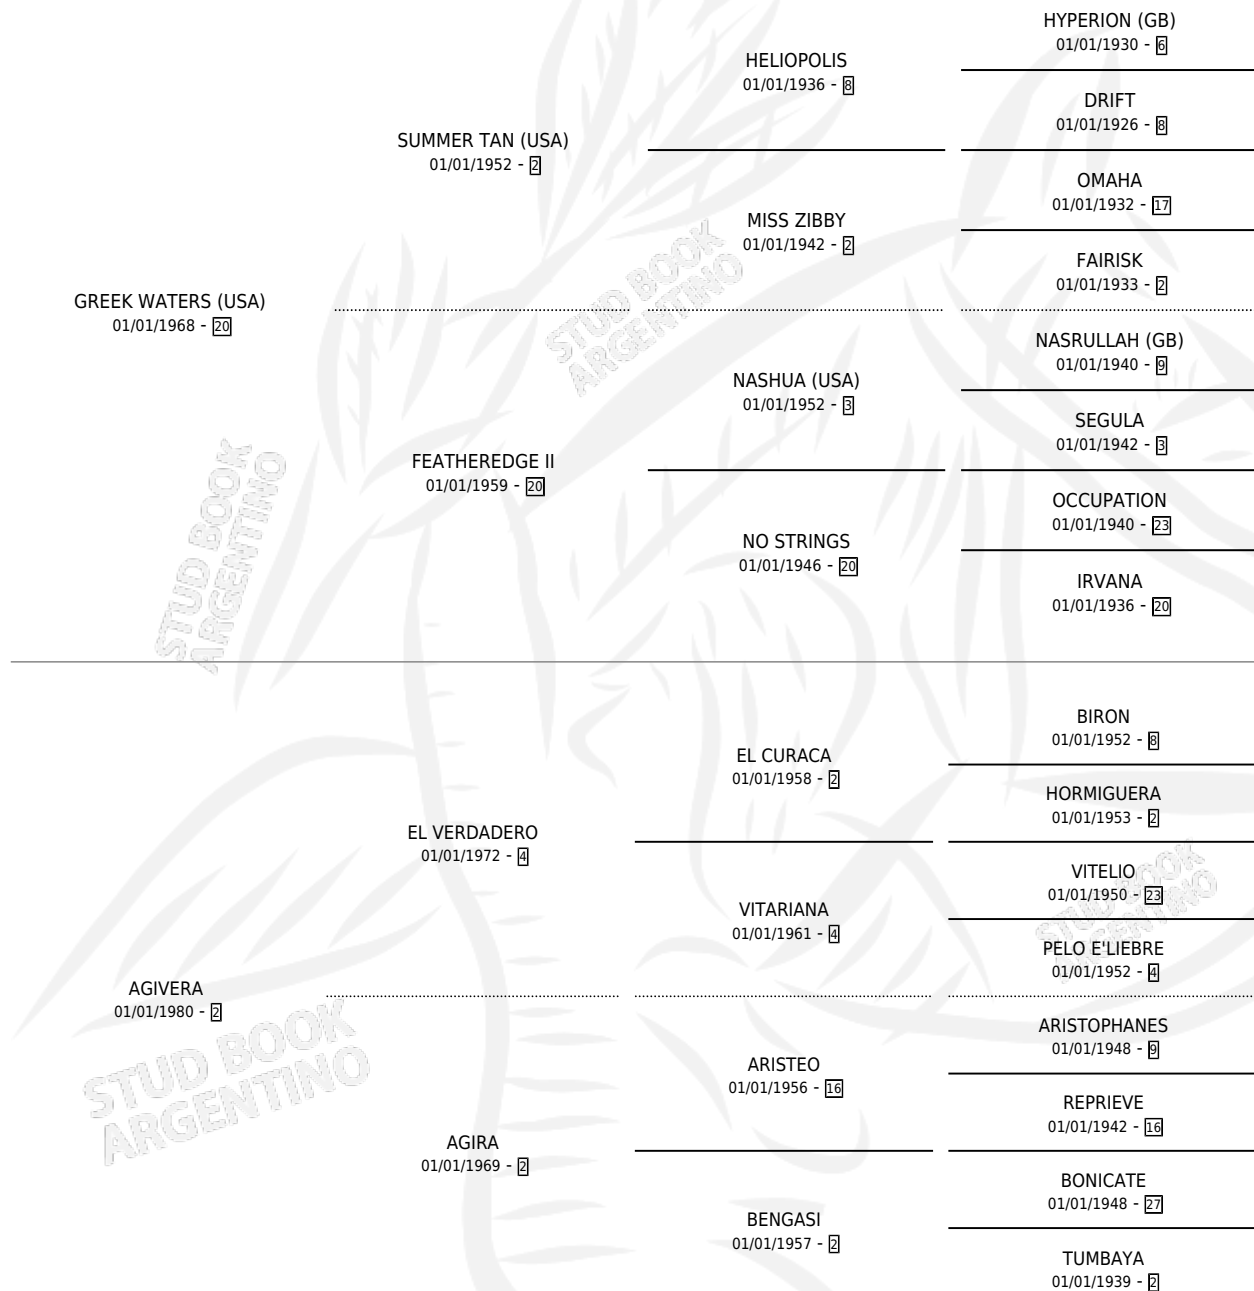 HYPERION (GB)
01/01/1930 - 6
HELIOPOLIS
01/01/1936 - 8
DRIFT
01/01/1926 - 8
SUMMER TAN (USA)
01/01/1952 - 2
OMAHA
01/01/1932 - 17
MISS ZIBBY
01/01/1942 - 2
FAIRISK
01/01/1933 - 2
GREEK WATERS (USA)
01/01/1968 - 20
NASRULLAH (GB)
01/01/1940 - 9
NASHUA (USA)
01/01/1952 - 3
SEGULA
01/01/1942 - 3
FEATHEREDGE II
01/01/1959 - 20
OCCUPATION
01/01/1940 - 23
NO STRINGS
01/01/1946 - 20
IRVANA
01/01/1936 - 20
BIRON
01/01/1952 - 8
EL CURACA
01/01/1958 - 2
HORMIGUERA
01/01/1953 - 2
EL VERDADERO
01/01/1972 - 4
VITELIO
01/01/1950 - 23
VITARIANA
01/01/1961 - 4
PELO E'LIEBRE
01/01/1952 - 4
AGIVERA
01/01/1980 - 2
ARISTOPHANES
01/01/1948 - 9
ARISTEO
01/01/1956 - 16
REPRIEVE
01/01/1942 - 16
AGIRA
01/01/1969 - 2
BONICATE
01/01/1948 - 27
BENGASI
01/01/1957 - 2
TUMBAYA
01/01/1939 - 2
STUD BOOK
ARGENTINO
STUD BOOK
ARGENTINO
STUD BOOK
ARGENTINO
STUD BOOK
ARGENTINO